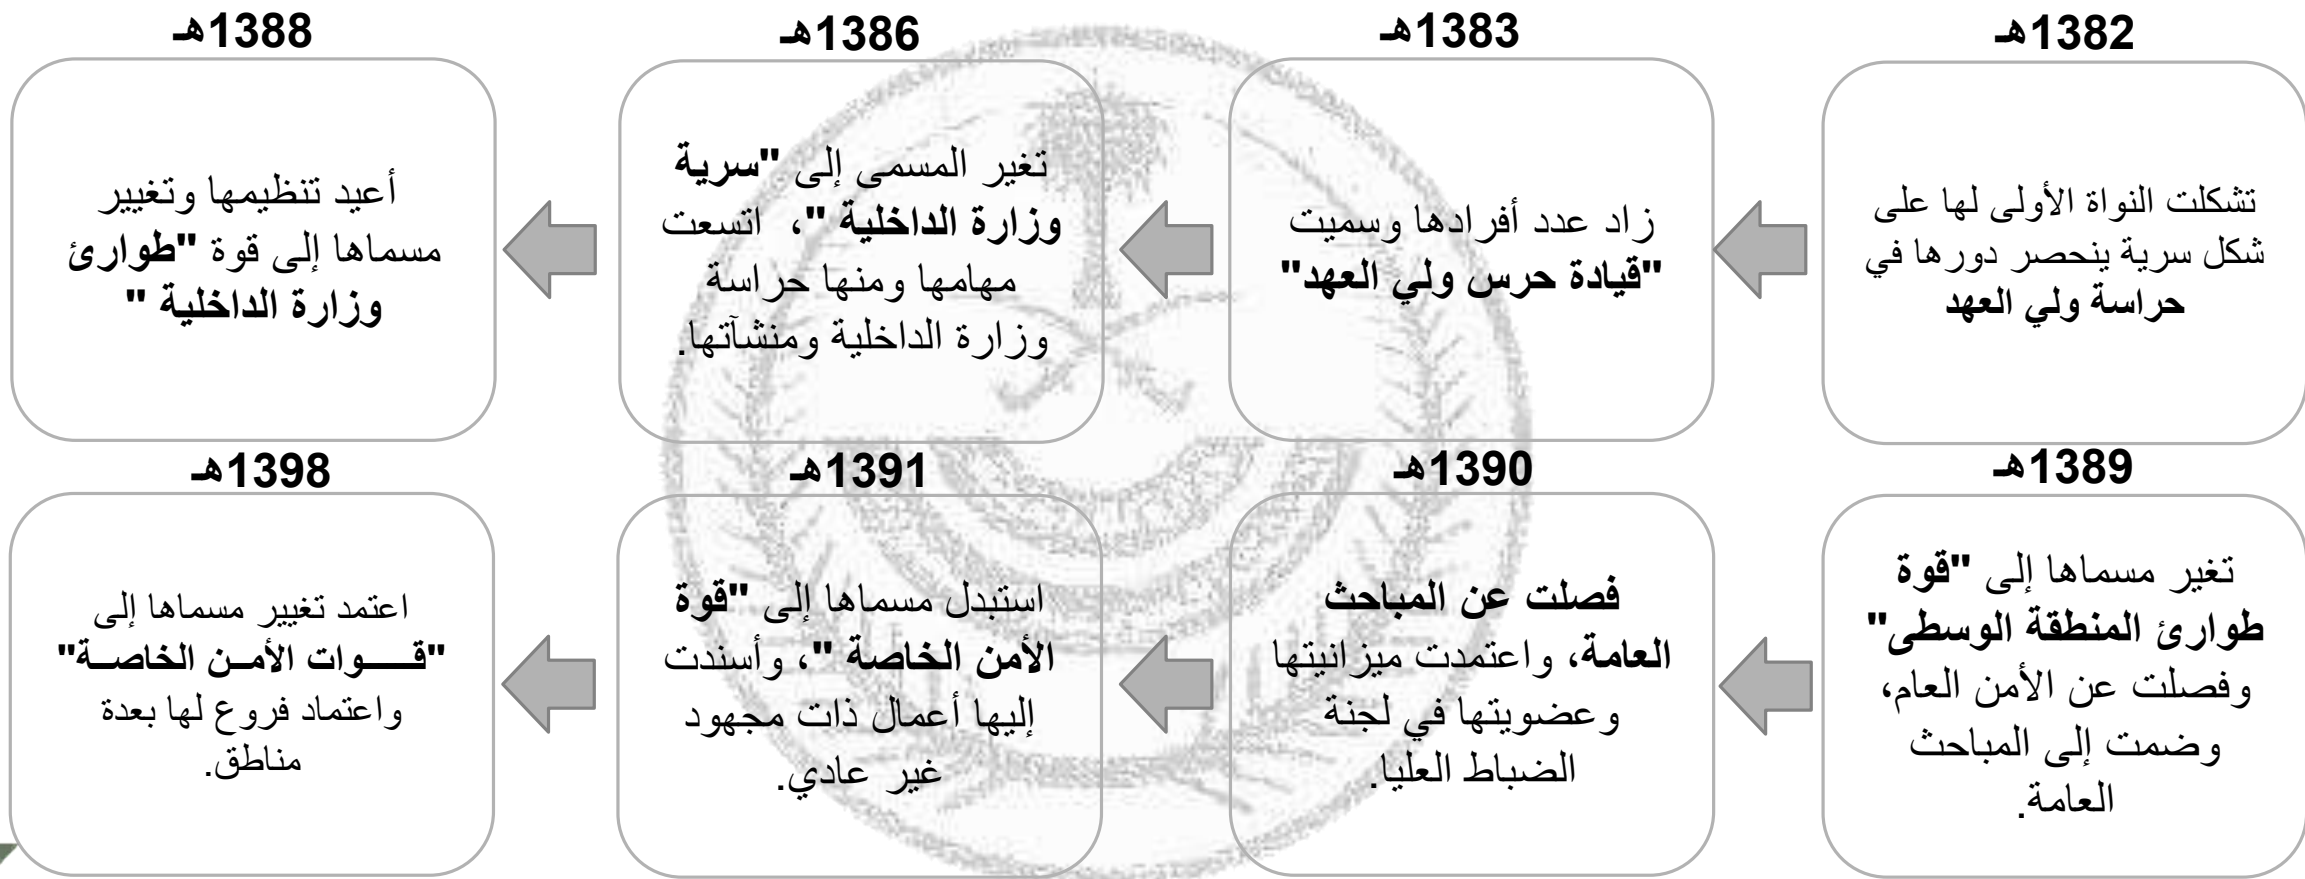 1382هـ
تشكلت النواة الأولى لها على
شكل سرية ينحصر دورها في
حراسة ولي العهد
1383هـ
زاد عدد أفرادها وسميت
"قيادة حرس ولي العهد"
1386هـ
تغير المسمى إلى "سرية
وزارة الداخلية "، اتسعت
مهامها ومنها حراسة
وزارة الداخلية ومنشآتها.
1388هـ
أعيد تنظيمها وتغيير
مسماها إلى قوة "طوارئ
وزارة الداخلية "
1389هـ
تغير مسماها إلى "قوة
طوارئ المنطقة الوسطى"
وفصلت عن الأمن العام،
وضمت إلى المباحث
العامة.
1390هـ
فصلت عن المباحث
العامة، واعتمدت ميزانيتها
وعضويتها في لجنة
الضباط العليا.
1391هـ
استبدل مسماها إلى "قوة
الأمن الخاصة "، وأسندت
إليها أعمال ذات مجهود
غير عادي.
1398هـ
اعتمد تغيير مسماها إلى
"قـــــوات الأمــن الخاصــة"
واعتماد فروع لها بعدة
مناطق.